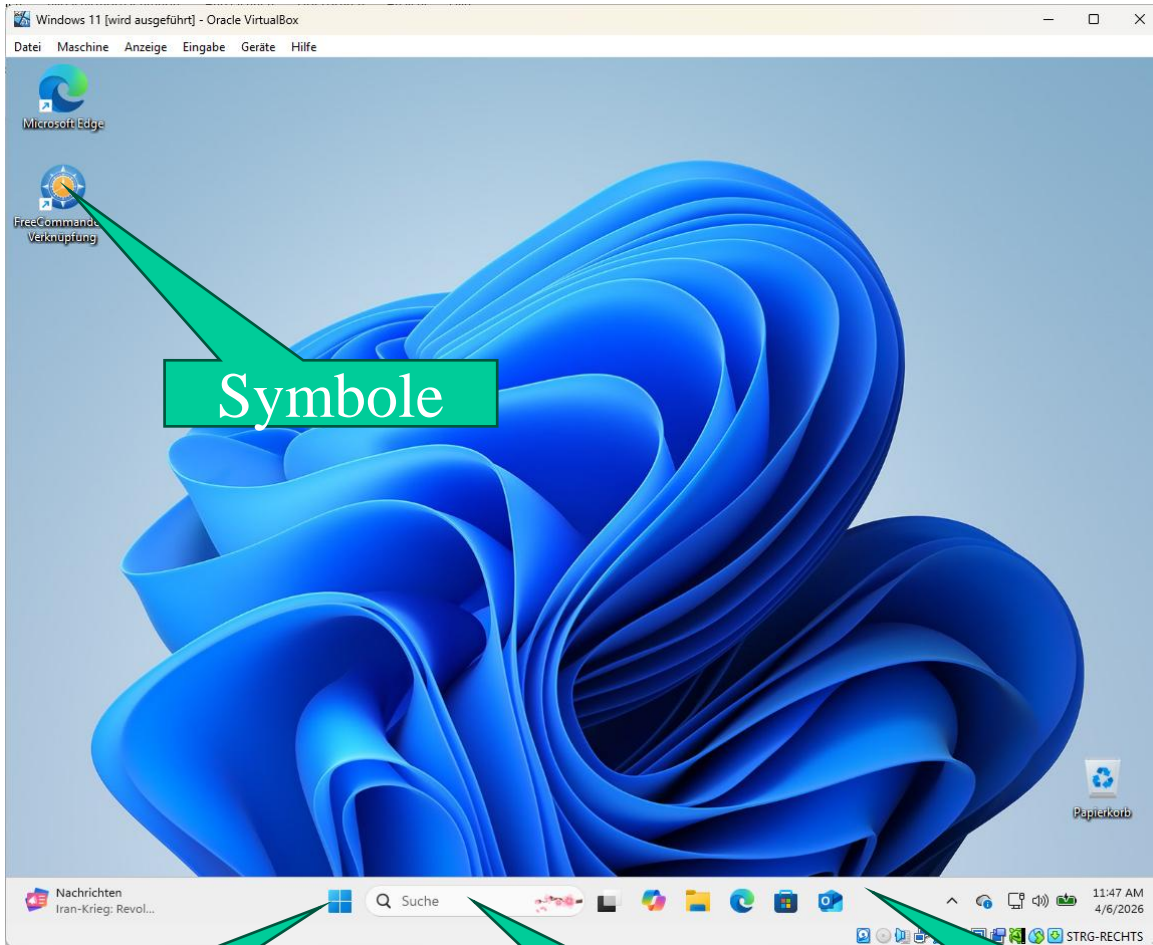 Windows 11 [wird ausgeführt] - Oracle VirtualBox
Datei Maschine Anzeige Eingabe Geräte Hilfe
Microsoft Edge
Verknüpfung
Symbole
Papierkorb
Nachrichten
Iran-Krieg: Revol...
Suche
11:47 AM
4/6/2026
STRG-RECHTS